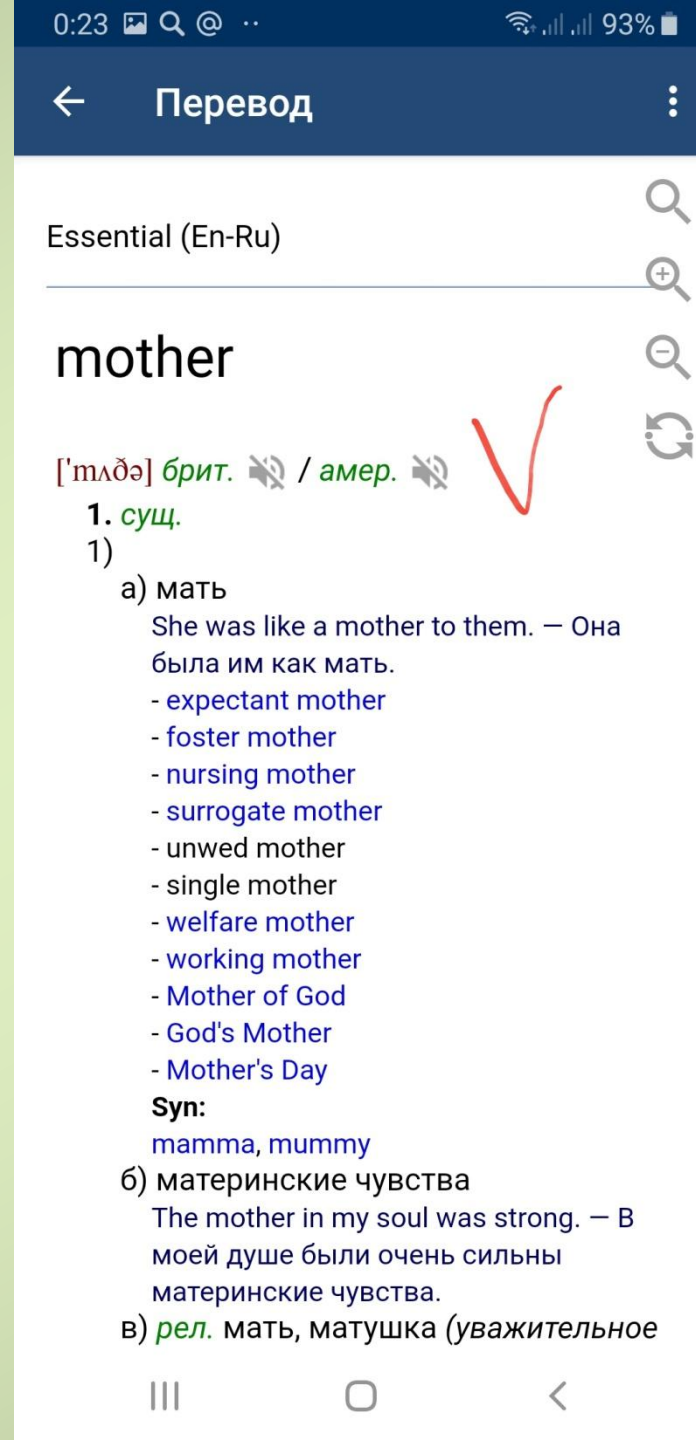 0:23 @ ·· 93%
Перевод
Essential (En-Ru)
mother
['mʌðə] брит. / амер.
1. сущ.
1)
а) мать
She was like a mother to them. — Она
была им как мать.
- expectant mother
- foster mother
- nursing mother
- surrogate mother
- unwed mother
- single mother
- welfare mother
- working mother
- Mother of God
- God's Mother
- Mother's Day
Syn:
mamma, mummy
б) материнские чувства
The mother in my soul was strong. — В
моей душе были очень сильны
материнские чувства.
в) рел. мать, матушка (уважительное